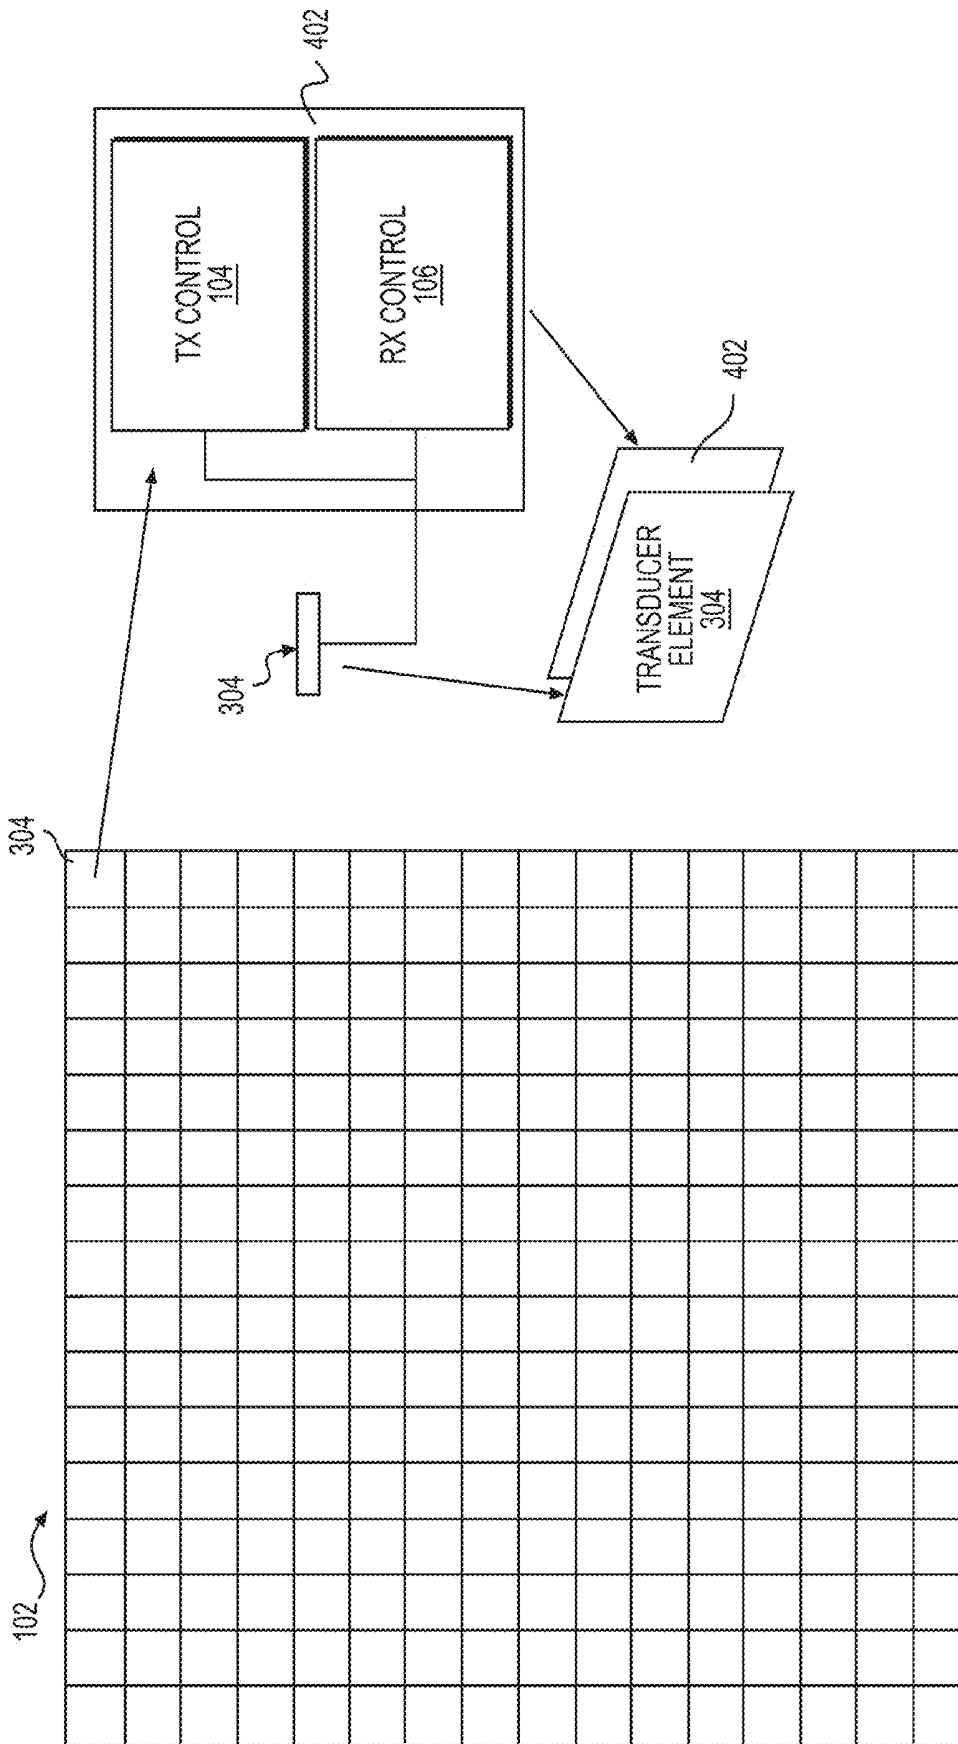 102
304
304
TX CONTROL
104
RX CONTROL
106
402
TRANSDUCER
ELEMENT
304
402